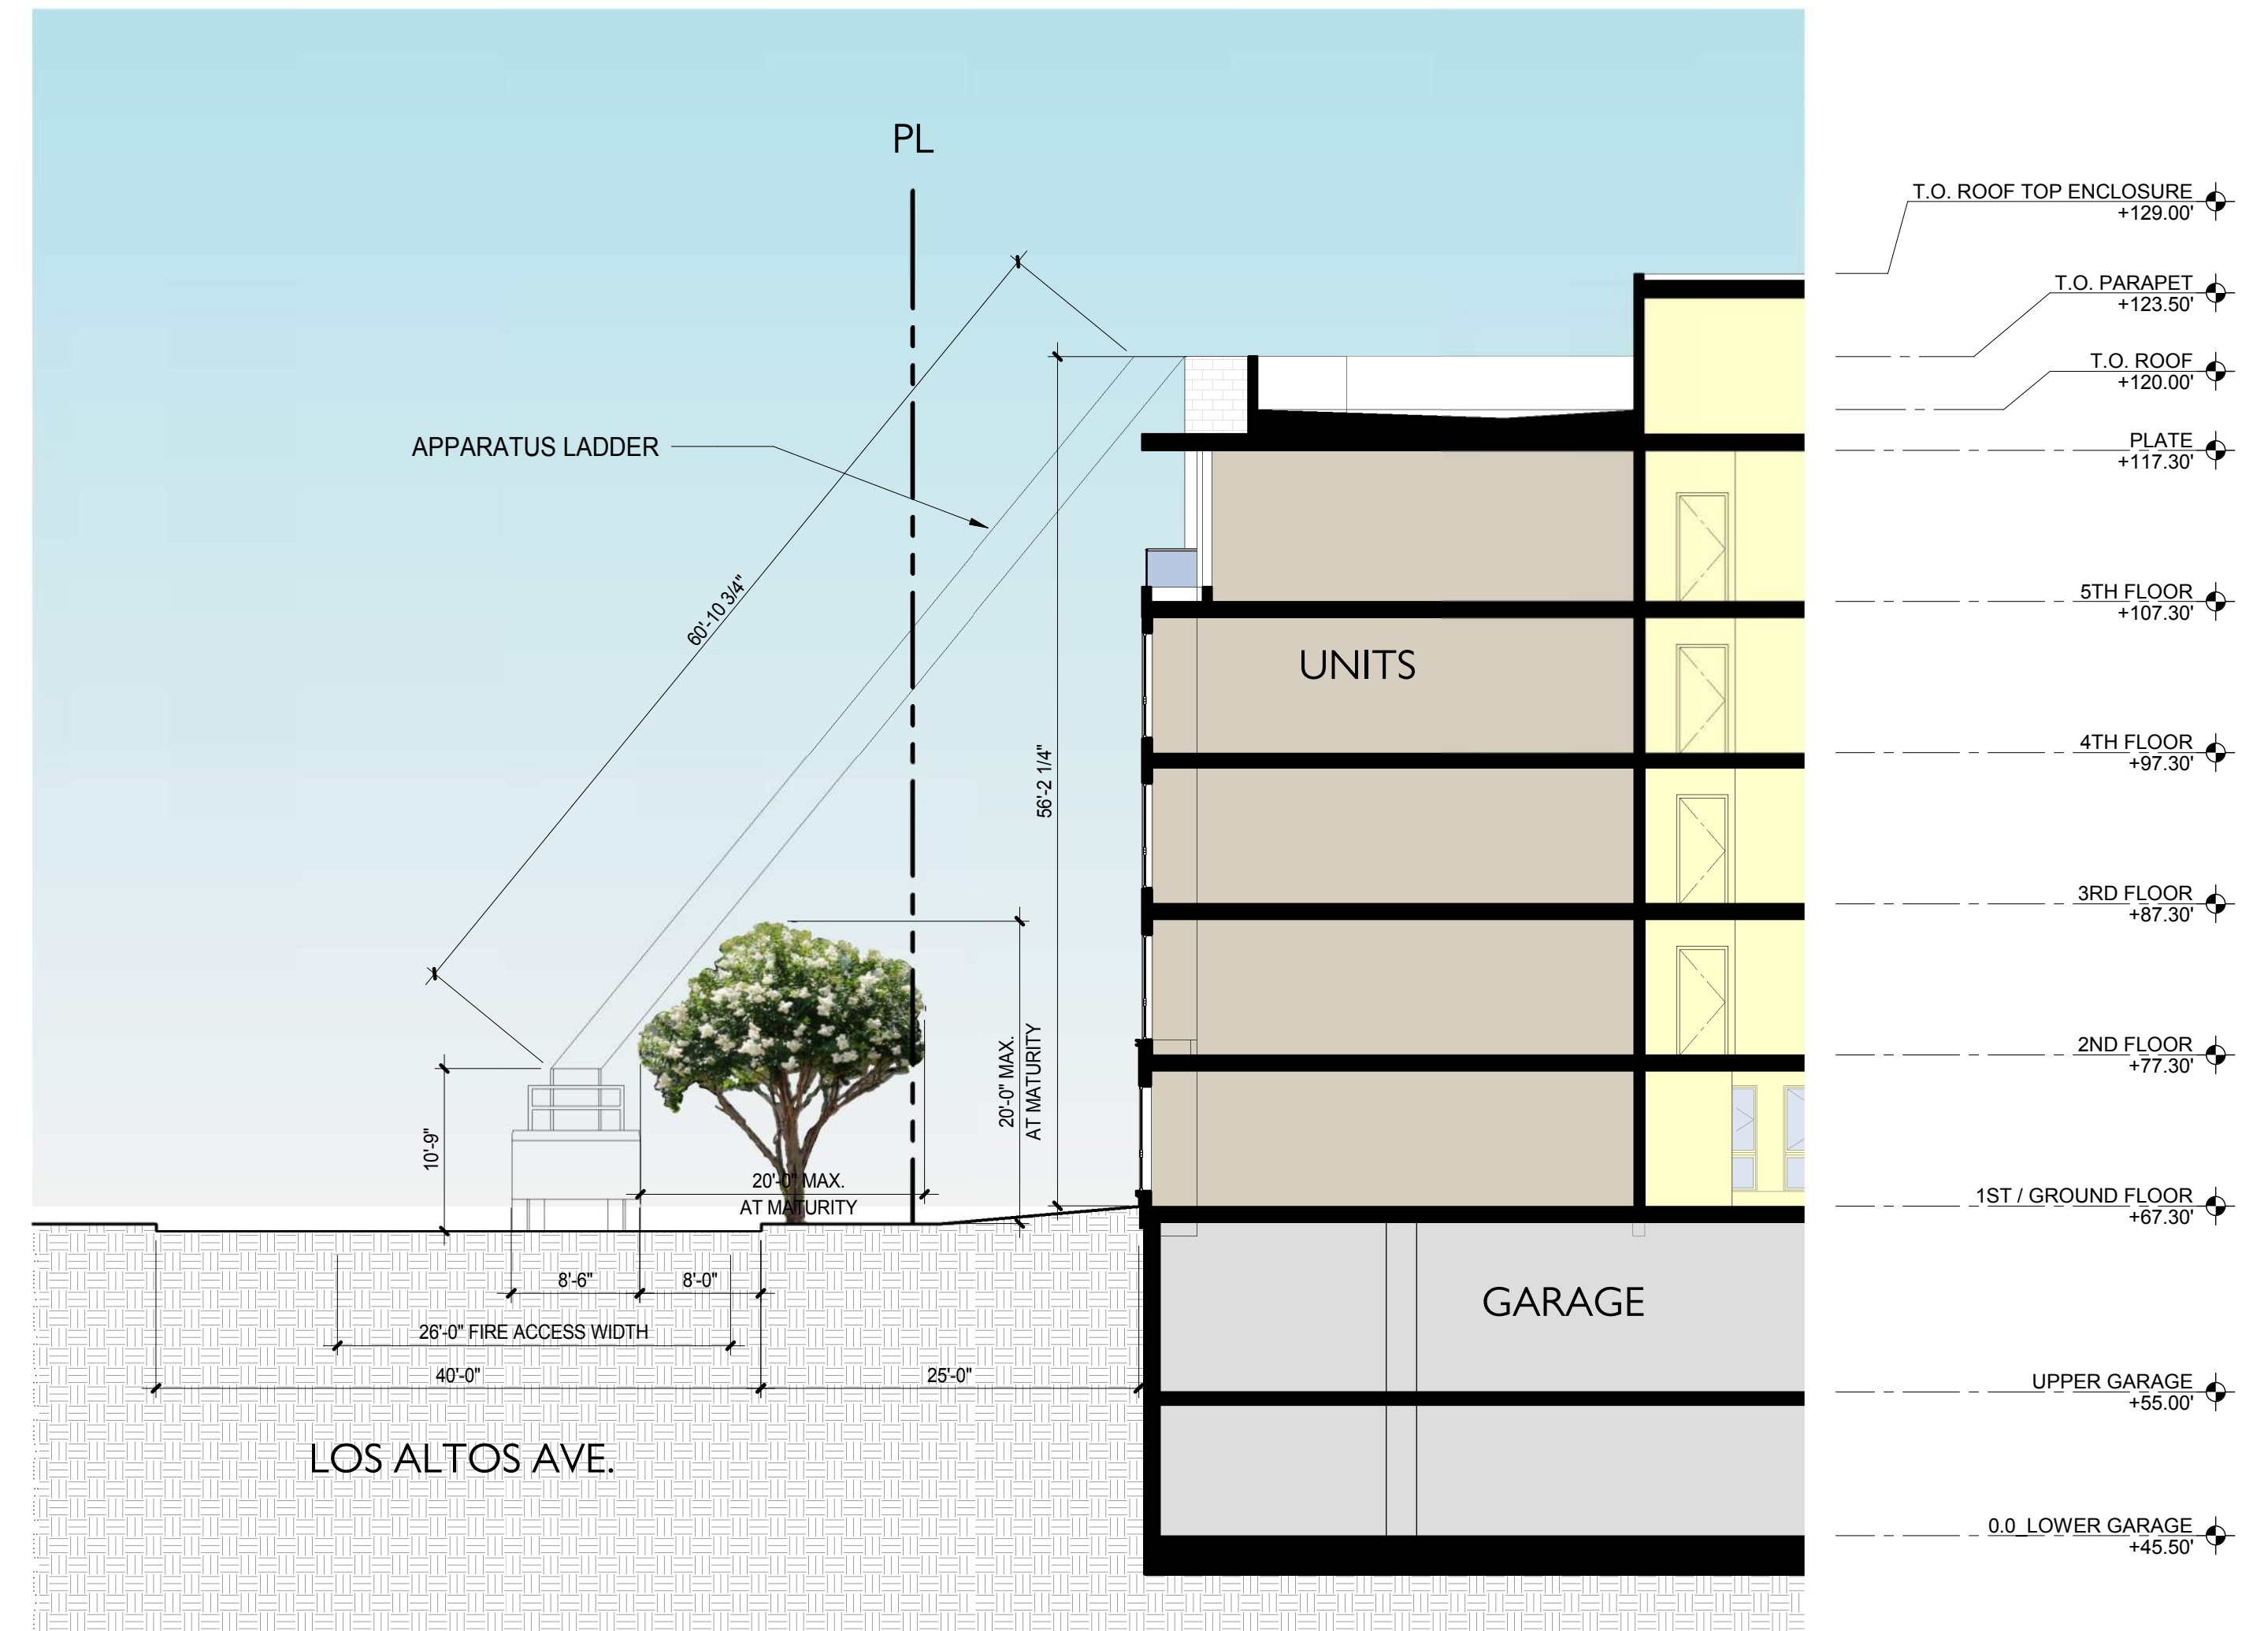 PL
T.O. ROOF TOP ENCLOSURE
+129.00'
T.O. PARAPET
+123.50'
T.O. ROOF
+120.00'
APPARATUS LADDER
PLATE
+117.30'
60'-10 3/4"
5TH FLOOR
+107.30'
UNITS
4TH FLOOR
+97.30'
56'-2 1/4"
3RD FLOOR
+87.30'
20'-0" MAX.
AT MATURITY
2ND FLOOR
+77.30'
10'-9"
20'-0" MAX.
AT MATURITY
1ST / GROUND FLOOR
+67.30'
8'-6"
8'-0"
GARAGE
26'-0" FIRE ACCESS WIDTH
40'-0"
25'-0"
UPPER GARAGE
+55.00'
LOS ALTOS AVE.
0.0_LOWER GARAGE
+45.50'